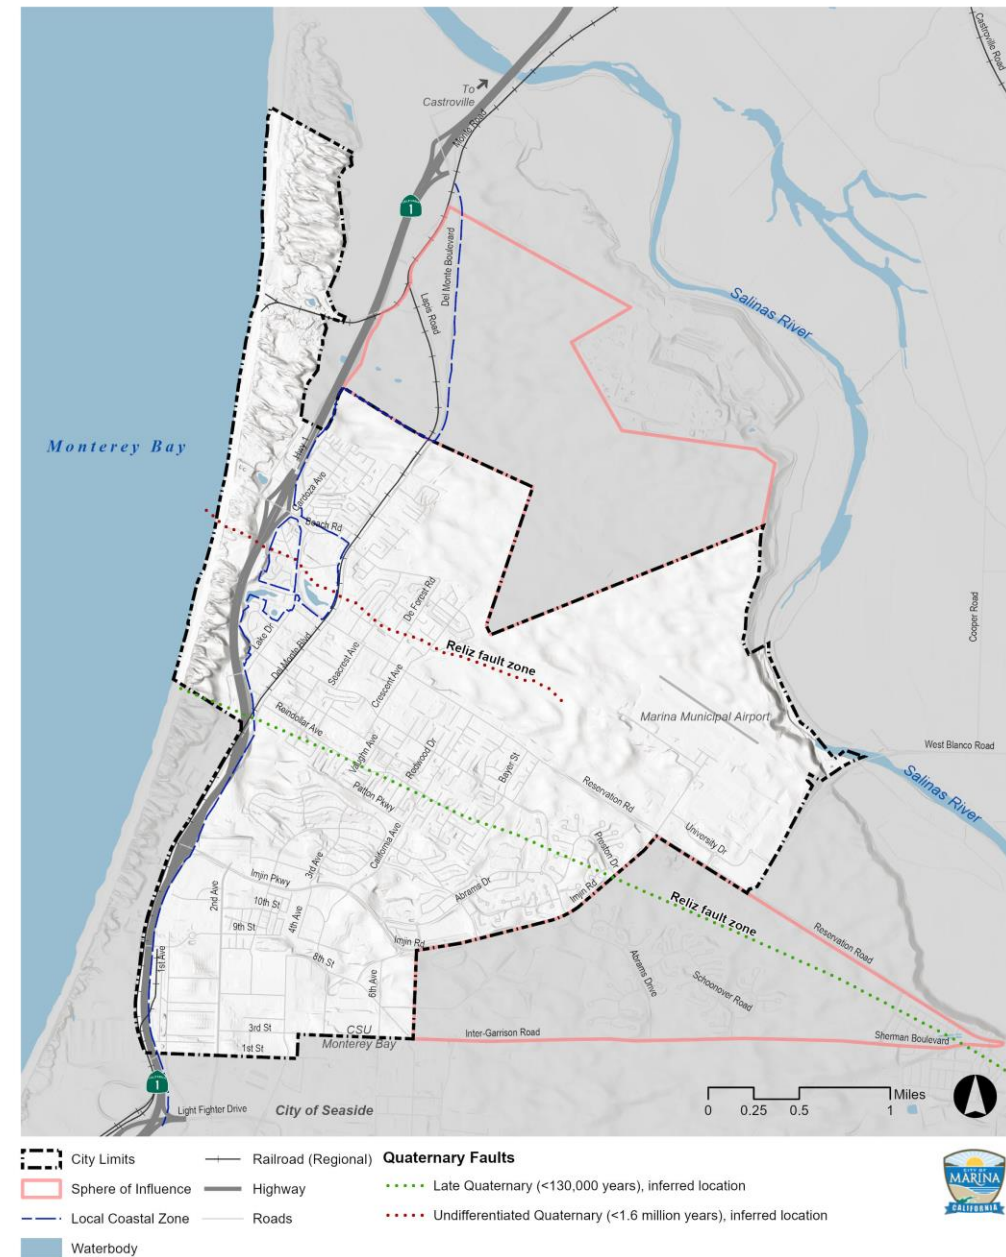 Castroville Road
To
Castroville
Monte Road
CALIFORNIA
1
Del Monte Boulevard
Lapis Road
Salinas River
Monterey Bay
Hwy 1
Cardoza Ave
Beach Rd
De Forest Rd
Cooper Road
Lake Dr
Del Monte Blvd
Seacrest Ave
Reliz fault zone
Crescent Ave
Marina Municipal Airport
Reindollar Ave
West Blanco Road
Vaughn Ave
Redwood Dr
Bayer St
Salinas River
Reservation Rd
Patton Pkwy
California Ave
University Dr
Preston Dr
3rd Ave
Imjin Pkwy
Abrams Dr
Imjin Rd
2nd Ave
10th St
4th Ave
9th St
Reliz fault zone
Reservation Road
Imjin Rd
8th St
1st Ave
6th Ave
Abrams Drive
Schoonover Road
3rd St
CSU
Monterey Bay
1st St
Inter-Garrison Road
Sherman Boulevard
1
Light Fighter Drive
City of Seaside
Miles
0 0.25 0.5 1
City Limits
Sphere of Influence
Local Coastal Zone
Waterbody
Railroad (Regional)
Highway
Roads
Quaternary Faults
Late Quaternary (<130,000 years), inferred location
Undifferentiated Quaternary (<1.6 million years), inferred location
CITY OF
MARINA
CALIFORNIA